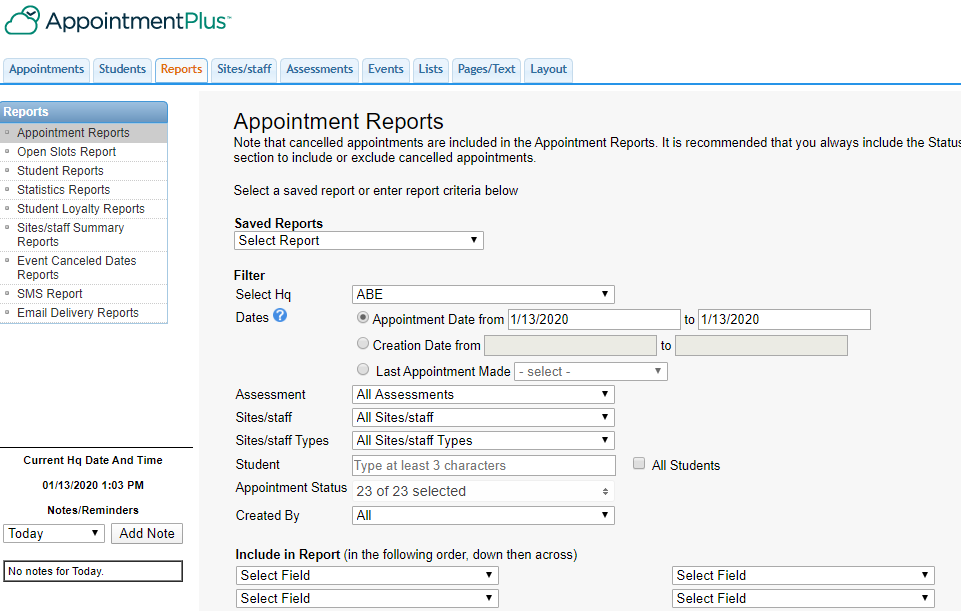 AppointmentPlus™
Appointments Students Reports Sites/staff Assessments Events Lists Pages/Text Layout
Reports
Appointment Reports
Open Slots Report
Student Reports
Statistics Reports
Student Loyalty Reports
Sites/staff Summary
Reports
Event Canceled Dates
Reports
SMS Report
Email Delivery Reports
Current Hq Date And Time
01/13/2020 1:03 PM
Notes/Reminders
Today Add Note
No notes for Today.
Appointment Reports
Note that cancelled appointments are included in the Appointment Reports. It is recommended that you always include the Status
section to include or exclude cancelled appointments.
Select a saved report or enter report criteria below
Saved Reports
Select Report
Filter
Select Hq ABE
Dates ? Appointment Date from 1/13/2020 to 1/13/2020
Creation Date from to
Last Appointment Made - select -
Assessment All Assessments
Sites/staff All Sites/staff
Sites/staff Types All Sites/staff Types
Student Type at least 3 characters All Students
Appointment Status 23 of 23 selected
Created By All
Include in Report (in the following order, down then across)
Select Field Select Field
Select Field Select Field